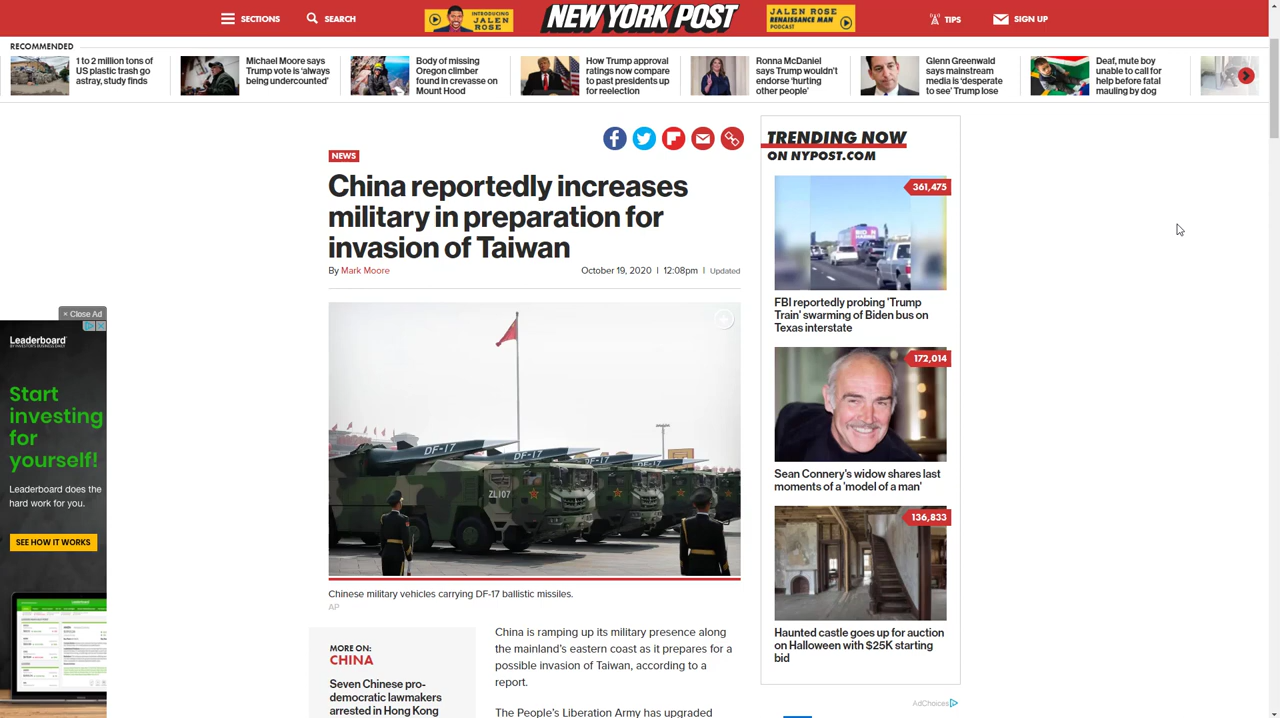 SECTIONS
SEARCH
INTRODUCING
JALEN
ROSE
NEW YORK POST
JALEN ROSE
RENAISSANCE MAN
PODCAST
TIPS
SIGN UP
RECOMMENDED
1 to 2 million tons of
US plastic trash go
astray, study finds
Michael Moore says
Trump vote is ‘always
being undercounted’
Body of missing
Oregon climber
found in crevasse on
Mount Hood
How Trump approval
ratings now compare
to past presidents up
for reelection
Ronna McDaniel
says Trump wouldn’t
endorse ‘hurting
other people’
Glenn Greenwald
says mainstream
media is ‘desperate
to see’ Trump lose
Deaf, mute boy
unable to call for
help before fatal
mauling by dog
NEWS
China reportedly increases
military in preparation for
invasion of Taiwan
By Mark Moore
October 19, 2020 | 12:08pm | Updated
DF-17
DF-17
DF-17
DF-17
ZL107
Chinese military vehicles carrying DF-17 ballistic missiles.
AP
MORE ON:
CHINA
Seven Chinese pro-
democratic lawmakers
arrested in Hong Kong
China is ramping up its military presence along
the mainland’s eastern coast as it prepares for a
possible invasion of Taiwan, according to a
report.
The People’s Liberation Army has upgraded
TRENDING NOW
ON NYPOST.COM
361,475
FBI reportedly probing ‘Trump
Train’ swarming of Biden bus on
Texas interstate
172,014
Sean Connery’s widow shares last
moments of a ‘model of a man’
136,833
Haunted castle goes up for auction
on Halloween with $25K starting
bid
AdChoices
× Close Ad
Leaderboard
Start
investing
for
yourself!
Leaderboard does the
hard work for you.
SEE HOW IT WORKS